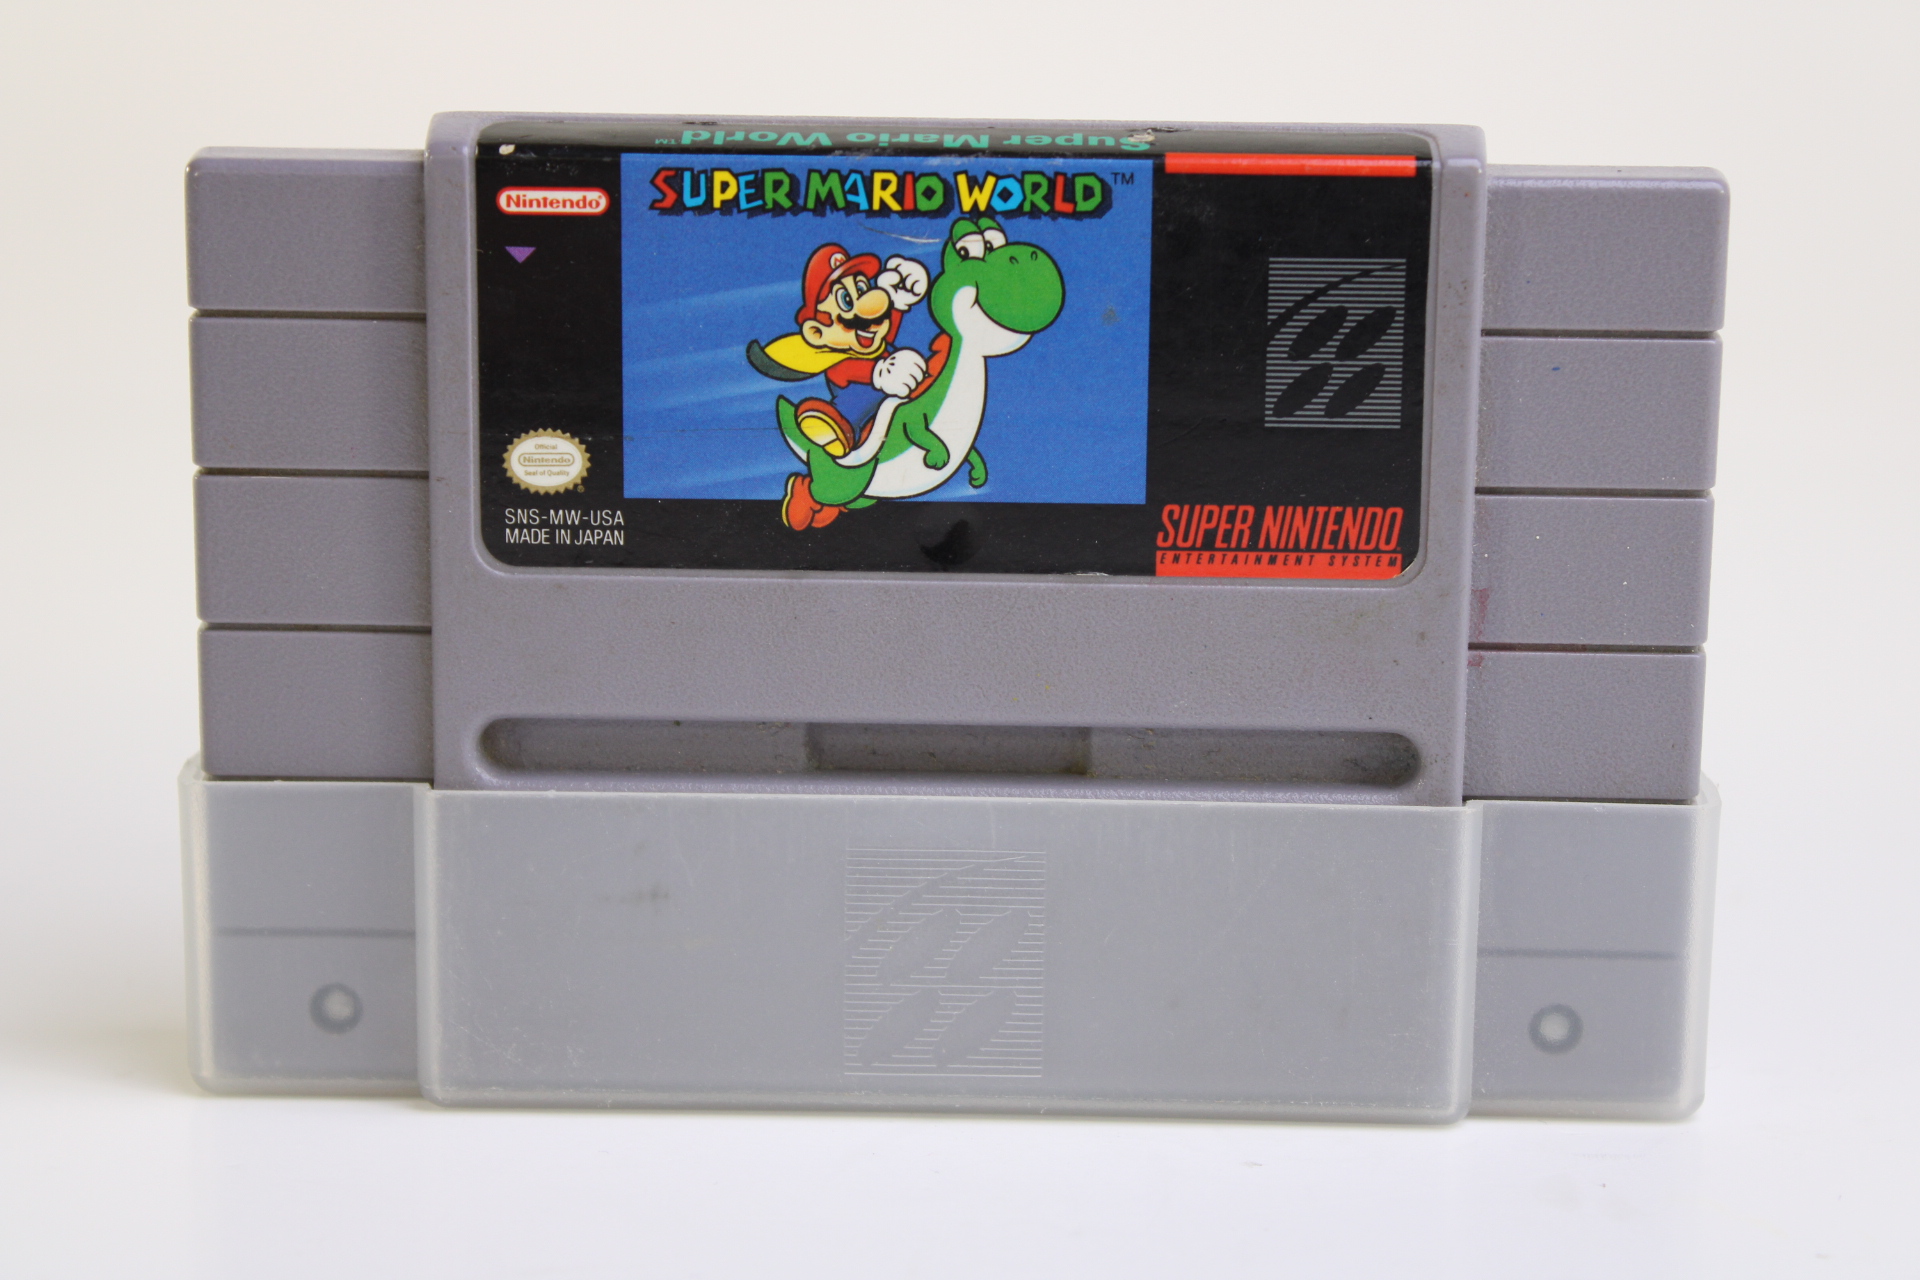 Super Mario World™
Nintendo®
SUPER MARIO WORLD™
M
Official
Nintendo
Seal of Quality
SNS-MW-USA
MADE IN JAPAN
SUPER NINTENDO
ENTERTAINMENT SYSTEM